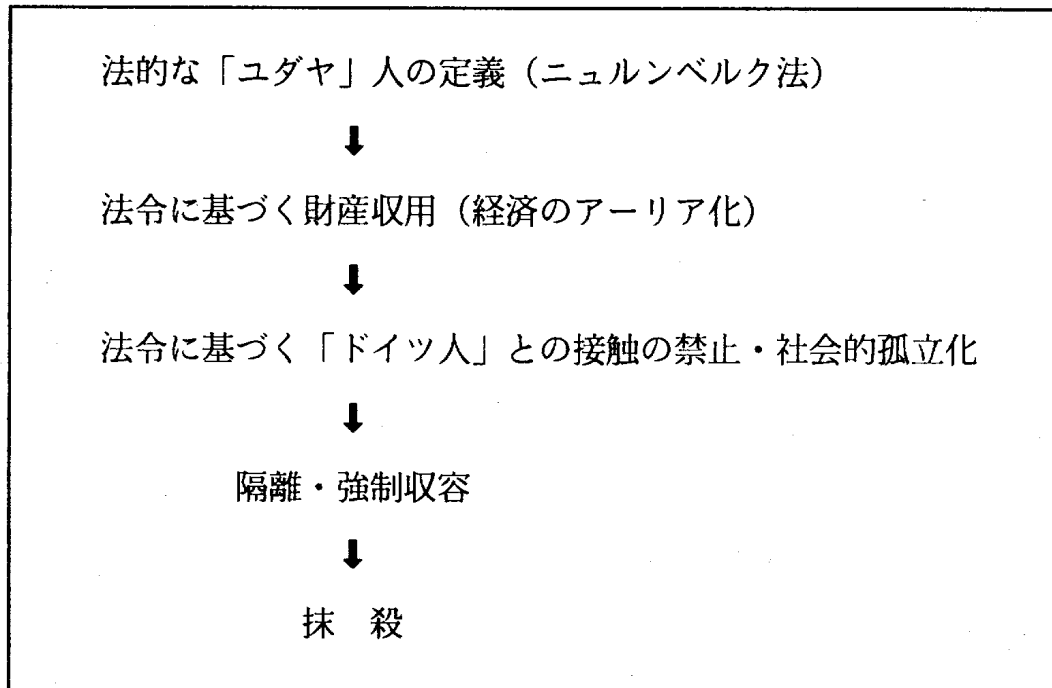 法的な「ユダヤ」人の定義（ニュルンベルク法）
⬇
法令に基づく財産収用（経済のアーリア化）
⬇
法令に基づく「ドイツ人」との接触の禁止・社会的孤立化
⬇
隔離・強制収容
⬇
抹　殺